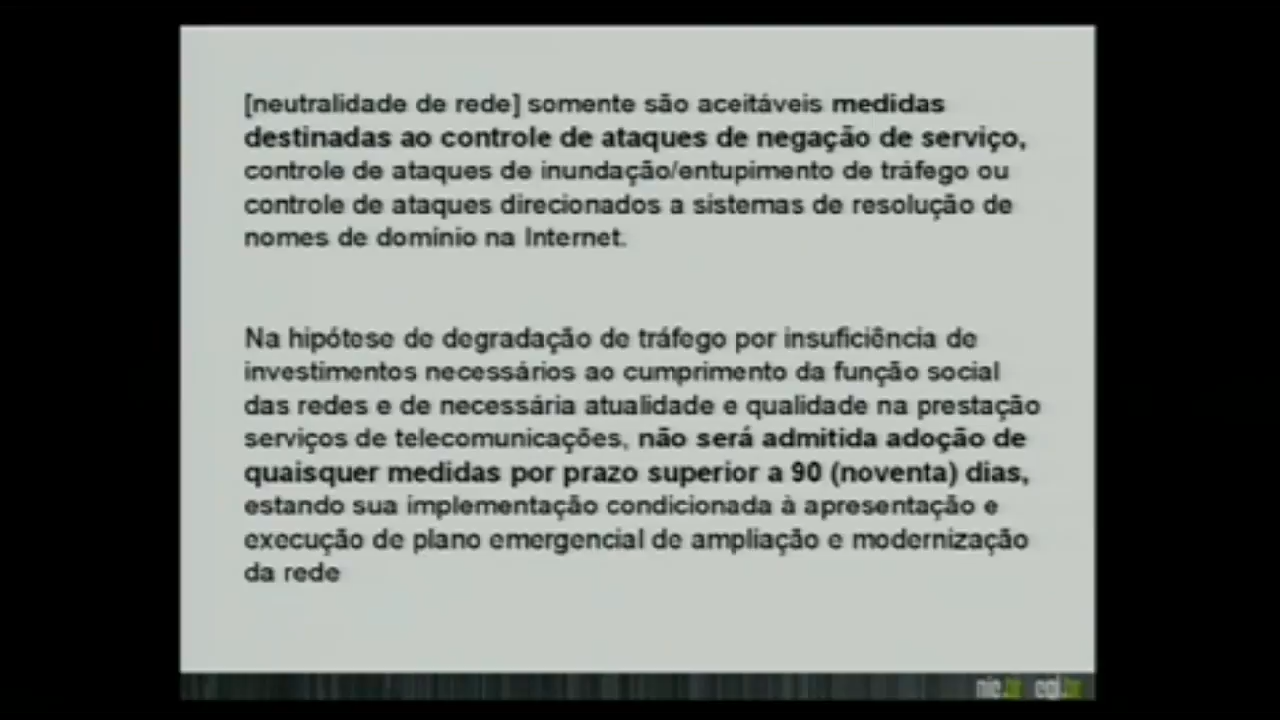 [neutralidade de rede] somente são aceitáveis medidas
destinadas ao controle de ataques de negação de serviço,
controle de ataques de inundação/entupimento de tráfego ou
controle de ataques direcionados a sistemas de resolução de
nomes de domínio na Internet.
Na hipótese de degradação de tráfego por insuficiência de
investimentos necessários ao cumprimento da função social
das redes e de necessária atualidade e qualidade na prestação
serviços de telecomunicações, não será admitida adoção de
quaisquer medidas por prazo superior a 90 (noventa) dias,
estando sua implementação condicionada à apresentação e
execução de plano emergencial de ampliação e modernização
da rede
nic.br cgi.br